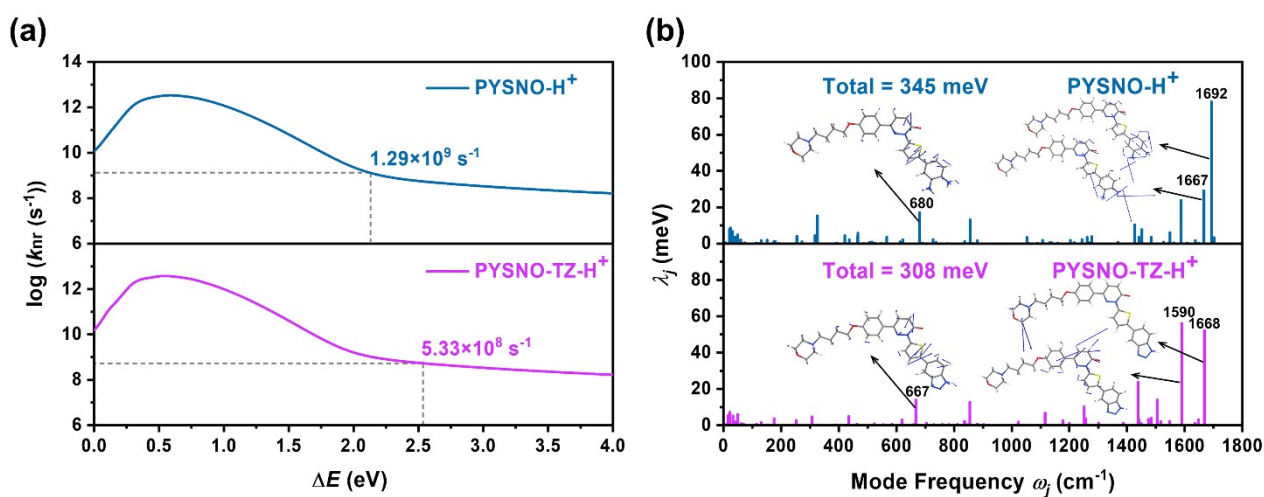 (a)
14
12
10
8
6
12
10
8
6
log (knr (s⁻¹))
PYSNO-H⁺
1.29×10⁹ s⁻¹
PYSNO-TZ-H⁺
5.33×10⁸ s⁻¹
0.0 0.5 1.0 1.5 2.0 2.5 3.0 3.5 4.0
ΔE (eV)
(b)
100
80
60
40
20
0
80
60
40
20
0
λj (meV)
Total = 345 meV
PYSNO-H⁺
1692
1667
680
Total = 308 meV
PYSNO-TZ-H⁺
1590
1668
667
0 200 400 600 800 1000 1200 1400 1600 1800
Mode Frequency ωj (cm⁻¹)